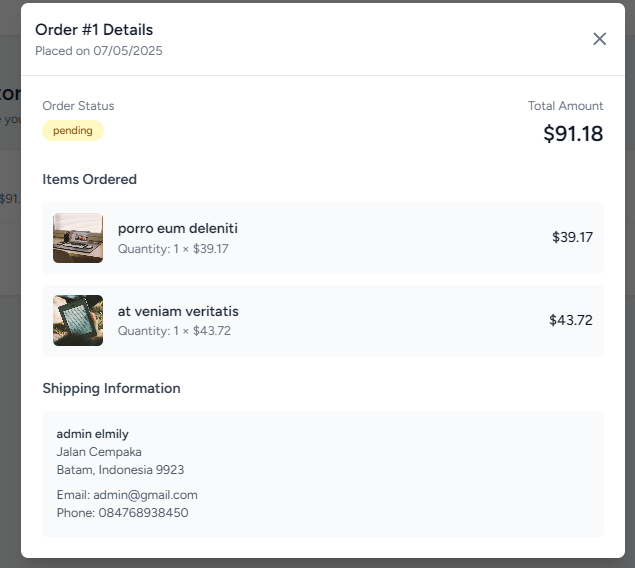 Order #1 Details
Placed on 07/05/2025
Order Status
Total Amount
pending
$91.18
Items Ordered
porro eum deleniti
Quantity: 1 × $39.17
$39.17
at veniam veritatis
Quantity: 1 × $43.72
$43.72
Shipping Information
admin elmily
Jalan Cempaka
Batam, Indonesia 9923
Email: admin@gmail.com
Phone: 084768938450